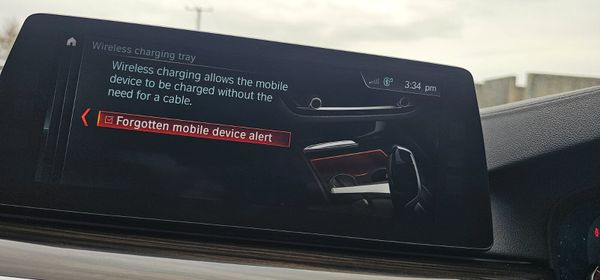 Wireless charging tray
3:34 pm
Wireless charging allows the mobile
device to be charged without the
need for a cable.
Forgotten mobile device alert